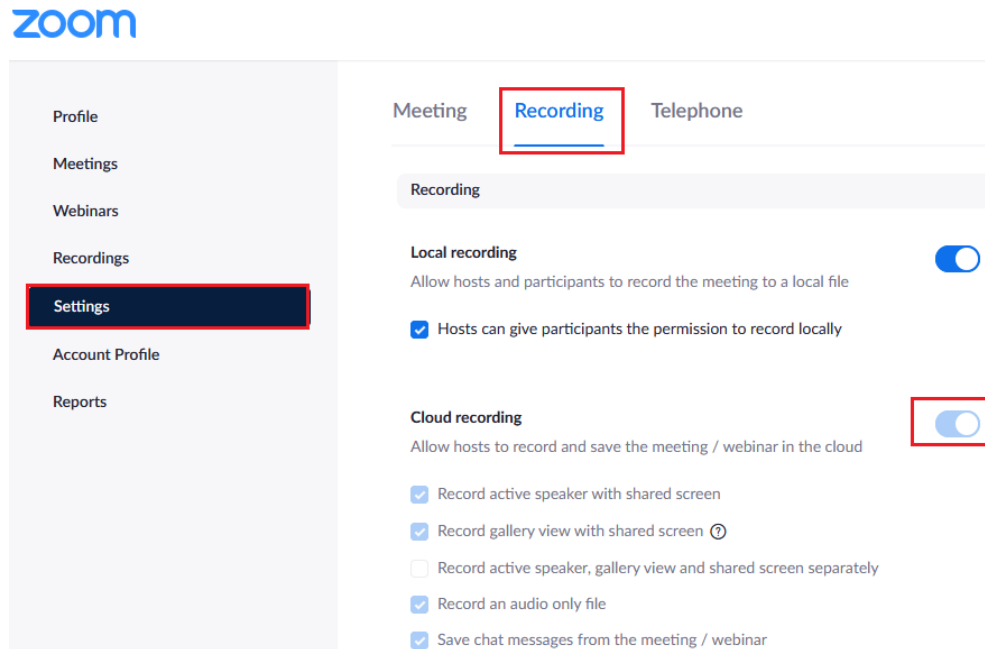 zoom
Profile
Meetings
Webinars
Recordings
Settings
Account Profile
Reports
Meeting Recording Telephone
Recording
Local recording
Allow hosts and participants to record the meeting to a local file
Hosts can give participants the permission to record locally
Cloud recording
Allow hosts to record and save the meeting / webinar in the cloud
Record active speaker with shared screen
Record gallery view with shared screen ?
Record active speaker, gallery view and shared screen separately
Record an audio only file
Save chat messages from the meeting / webinar